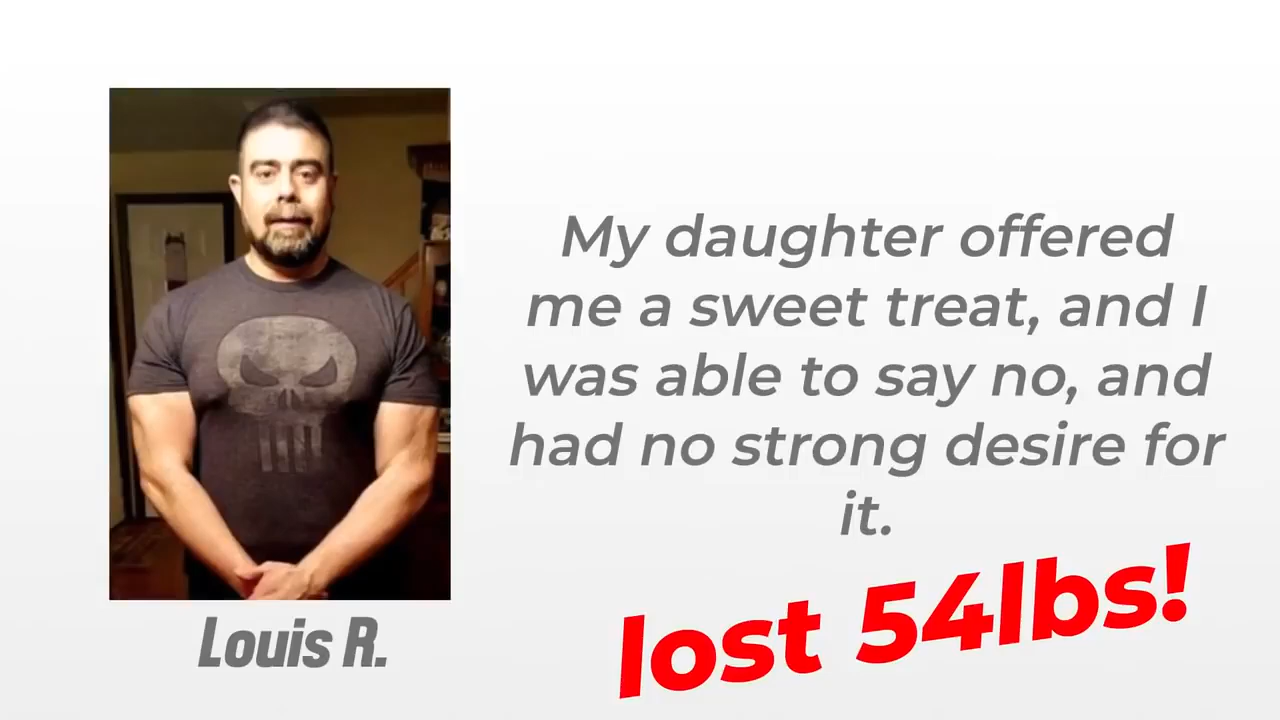 My daughter offered
me a sweet treat, and I
was able to say no, and
had no strong desire for
it.
lost 54lbs!
Louis R.